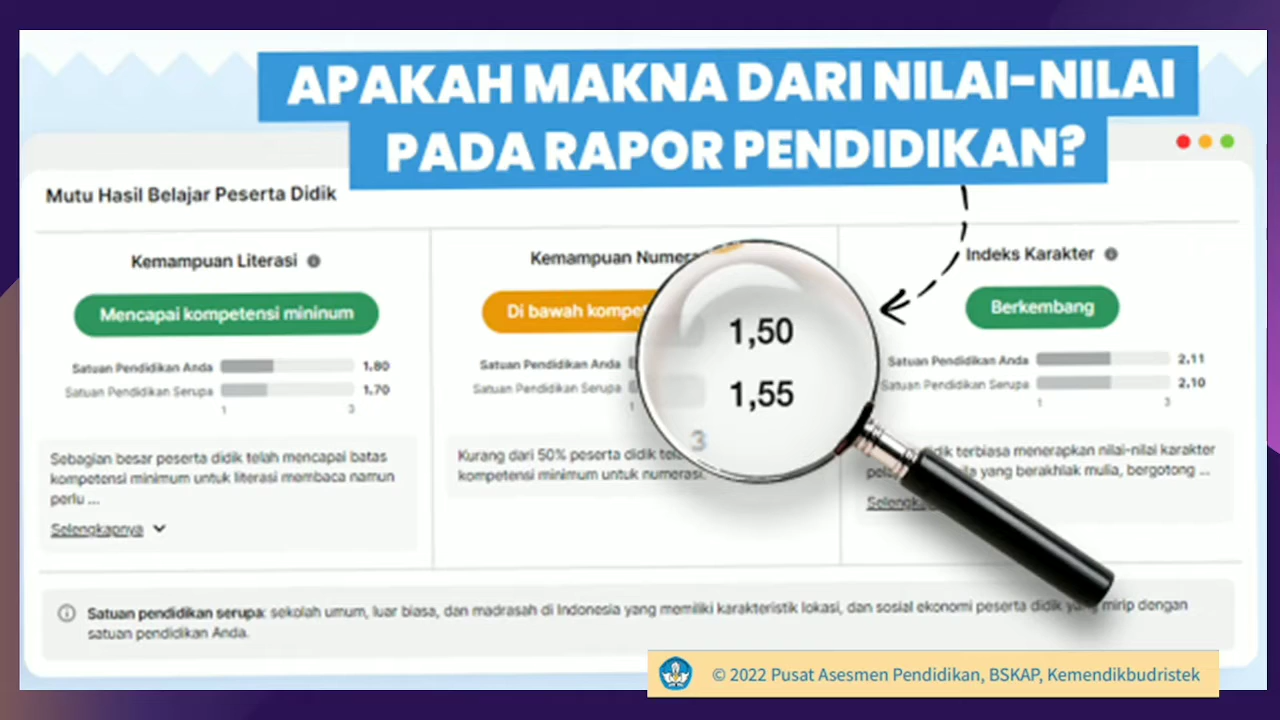 APAKAH MAKNA DARI NILAI-NILAI
PADA RAPOR PENDIDIKAN?
Mutu Hasil Belajar Peserta Didik
Kemampuan Literasi
Mencapai kompetensi mininum
Satuan Pendidikan Anda 1.80
Satuan Pendidikan Serupa 1.70
1 3
Sebagian besar peserta didik telah mencapai batas
kompetensi minimum untuk literasi membaca namun
perlu ...
Selengkapnya
Kemampuan Numer
Di bawah kompe
Satuan Pendidikan Anda
Satuan Pendidikan Serupa
1
1,50
1,55
3
Kurang dari 50% peserta didik
kompetensi minimum untuk numerasi.
Indeks Karakter
Berkembang
Satuan Pendidikan Anda 2.11
Satuan Pendidikan Serupa 2.10
1 3
dik terbiasa menerapkan nilai-nilai karakter
yang berakhlak mulia, bergotong ...
Satuan pendidikan serupa: sekolah umum, luar biasa, dan madrasah di Indonesia yang memiliki karakteristik lokasi, dan sosial ekonomi peserta didik yang mirip dengan
satuan pendidikan Anda.
© 2022 Pusat Asesmen Pendidikan, BSKAP, Kemendikbudristek